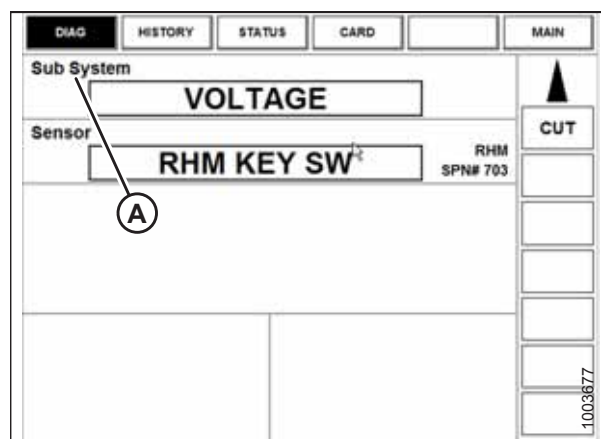 DIAG HISTORY STATUS CARD MAIN
Sub System
VOLTAGE
CUT
Sensor
RHM KEY SW
RHM
SPN# 703
A
1003677